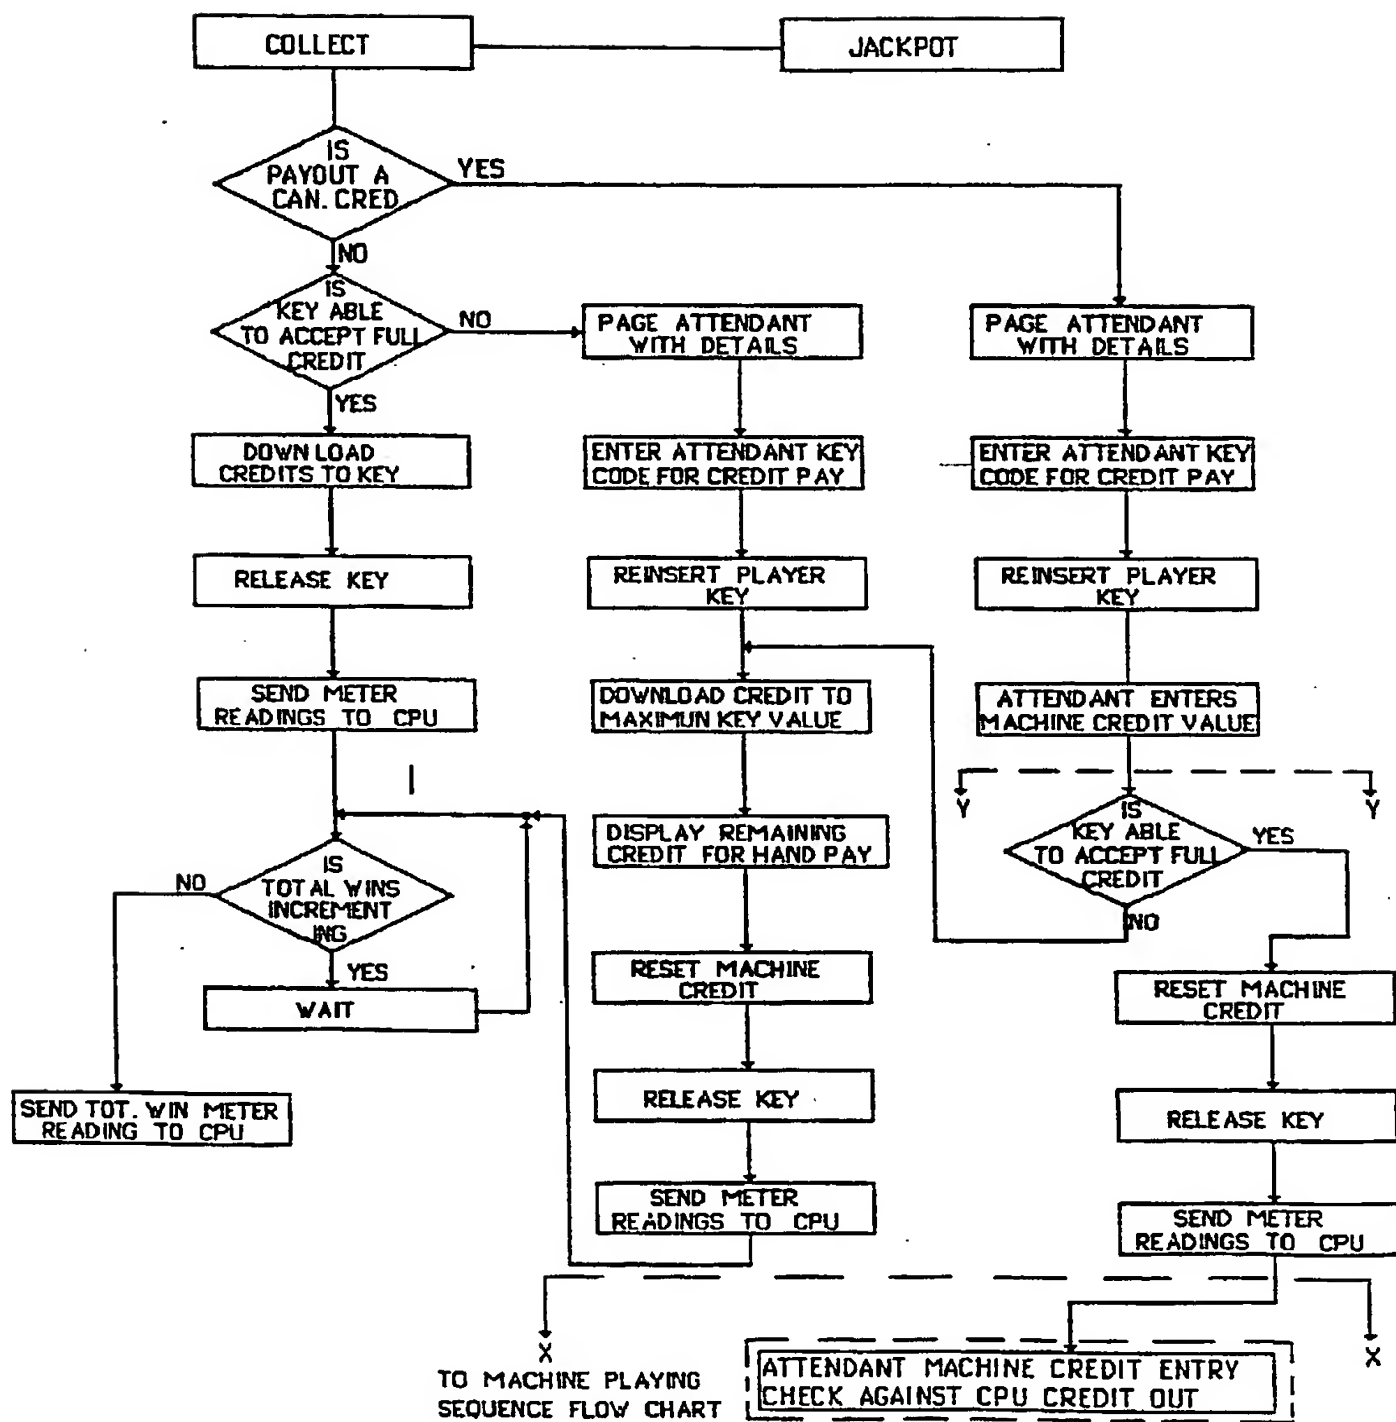 COLLECT
JACKPOT
IS
PAYOUT A
CAN. CRED
YES
NO
IS
KEY ABLE
TO ACCEPT FULL
CREDIT
NO
YES
PAGE ATTENDANT
WITH DETAILS
PAGE ATTENDANT
WITH DETAILS
DOWNLOAD
CREDITS TO KEY
ENTER ATTENDANT KEY
CODE FOR CREDIT PAY
ENTER ATTENDANT KEY
CODE FOR CREDIT PAY
RELEASE KEY
REINSERT PLAYER
KEY
REINSERT PLAYER
KEY
SEND METER
READINGS TO CPU
DOWNLOAD CREDIT TO
MAXIMUN KEY VALUE
ATTENDANT ENTERS
MACHINE CREDIT VALUE
Y
Y
IS
KEY ABLE
TO ACCEPT FULL
CREDIT
YES
NO
DISPLAY REMAINING
CREDIT FOR HAND PAY
IS
TOTAL WINS
INCREMENT
ING
NO
YES
WAIT
RESET MACHINE
CREDIT
RESET MACHINE
CREDIT
SEND TOT. WIN METER
READING TO CPU
RELEASE KEY
RELEASE KEY
SEND METER
READINGS TO CPU
SEND METER
READINGS TO CPU
X
X
TO MACHINE PLAYING
SEQUENCE FLOW CHART
ATTENDANT MACHINE CREDIT ENTRY
CHECK AGAINST CPU CREDIT OUT